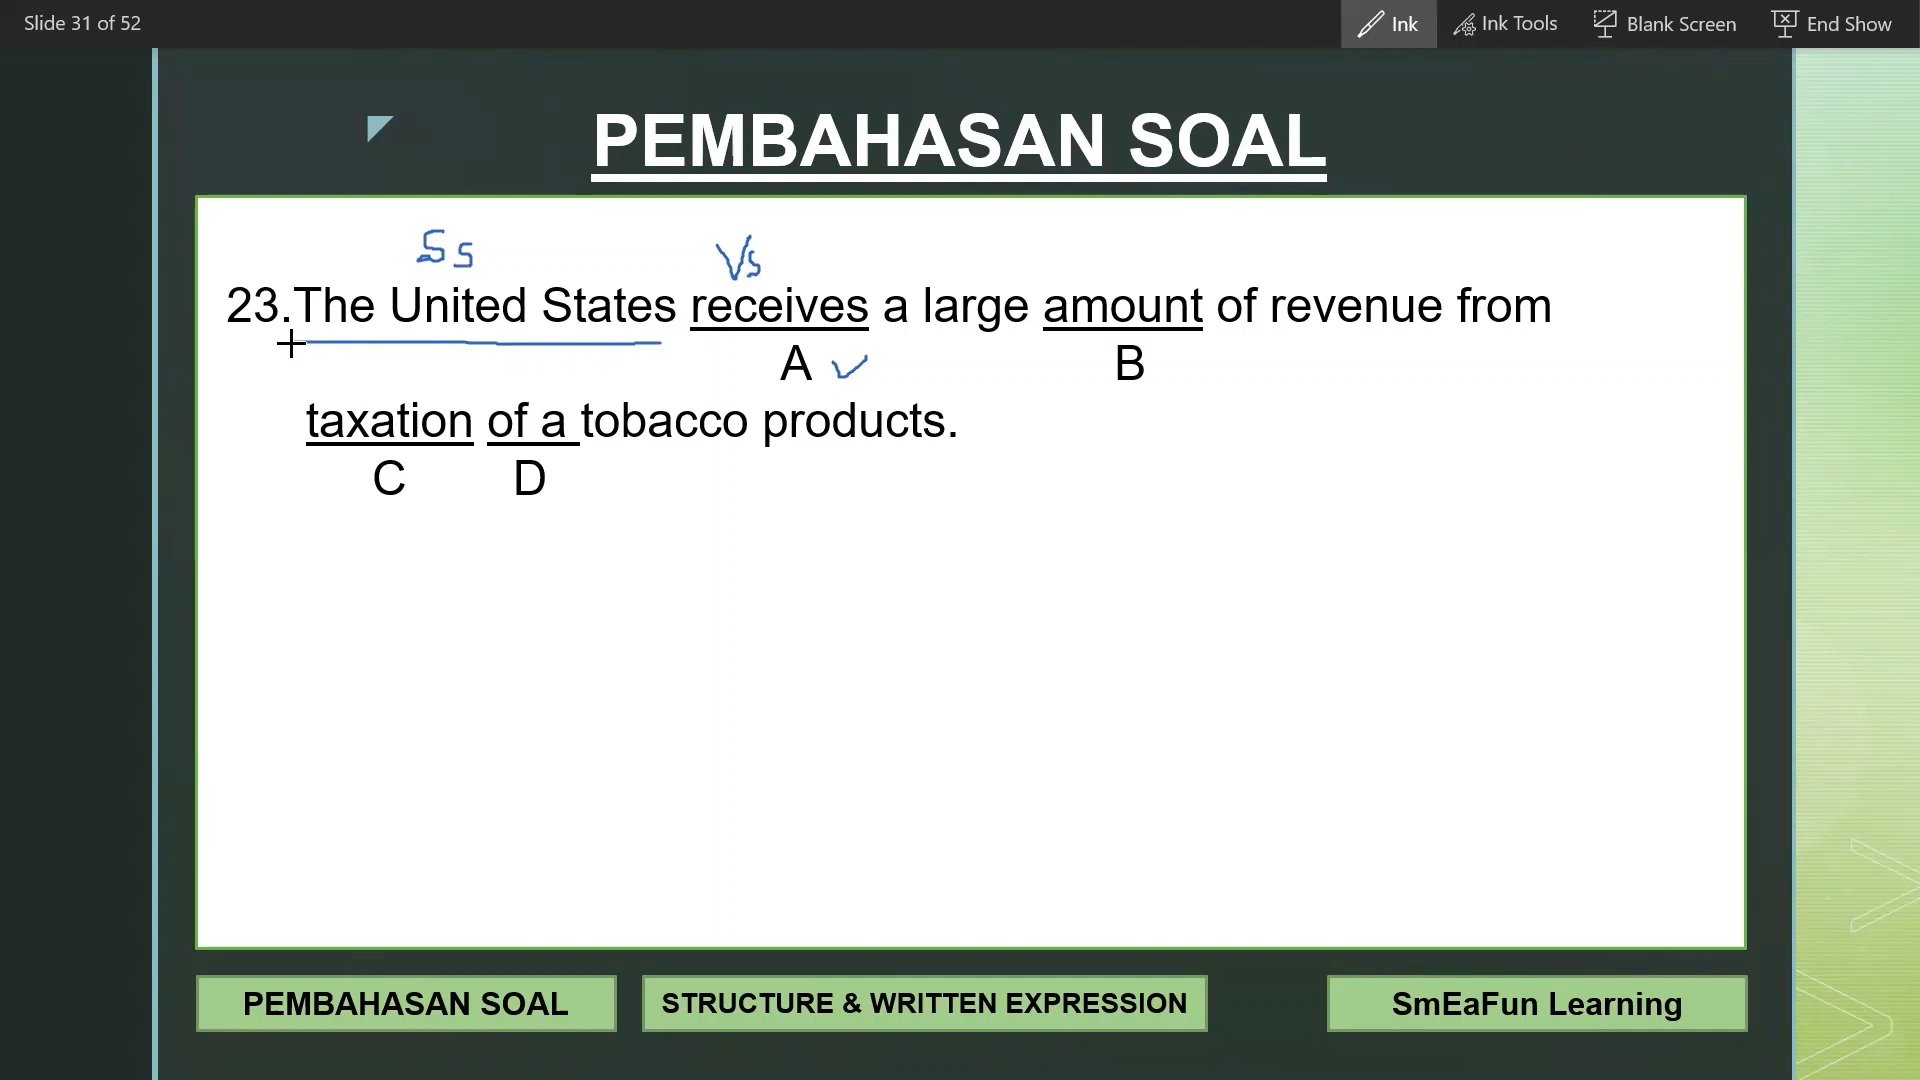 Slide 31 of 52
Ink
Ink Tools
Blank Screen
End Show
PEMBAHASAN SOAL
Ss
Vs
23.The United States receives a large amount of revenue from
A
B
taxation of a tobacco products.
C
D
PEMBAHASAN SOAL
STRUCTURE & WRITTEN EXPRESSION
SmEaFun Learning